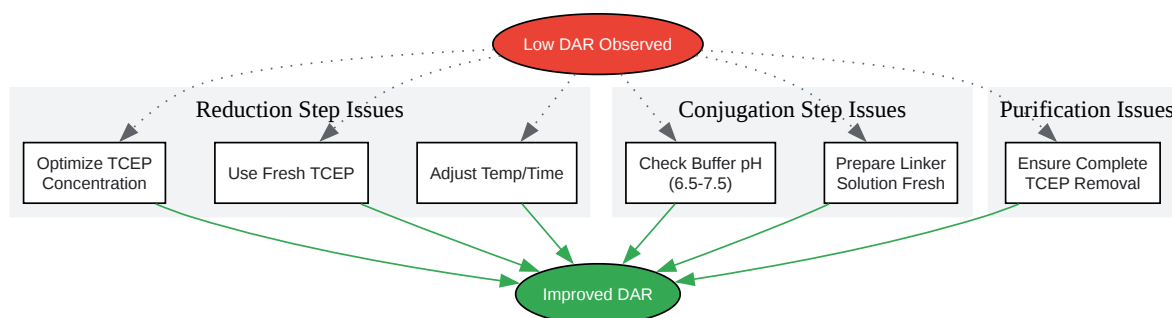 Low DAR Observed
Reduction Step Issues
Conjugation Step Issues
Purification Issues
Optimize TCEP
Concentration
Use Fresh TCEP
Adjust Temp/Time
Check Buffer pH
(6.5-7.5)
Prepare Linker
Solution Fresh
Ensure Complete
TCEP Removal
Improved DAR